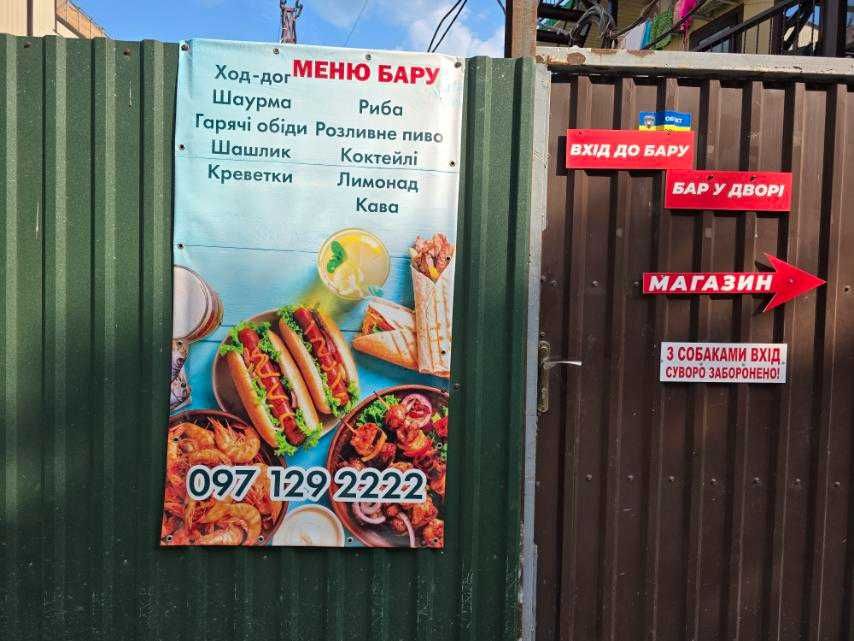 МЕНЮ БАРУ
Ход-дог
Шаурма
Гарячі обіди
Шашлик
Креветки
Риба
Розливне пиво
Коктейлі
Лимонад
Кава
097 129 2222
ВХІД ДО БАРУ
БАР У ДВОРІ
МАГАЗИН
З СОБАКАМИ ВХІД
СУВОРО ЗАБОРОНЕНО!